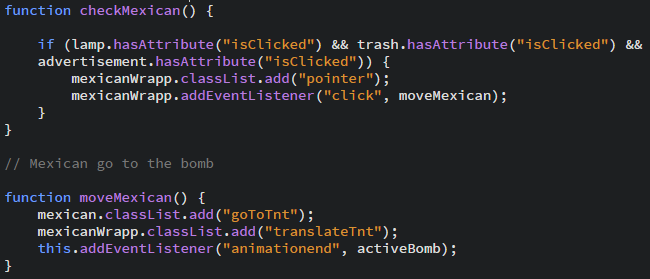 function checkMexican() {
if (lamp.hasAttribute("isClicked") && trash.hasAttribute("isClicked") &&
advertisement.hasAttribute("isClicked")) {
mexicanWrapp.classList.add("pointer");
mexicanWrapp.addEventListener("click", moveMexican);
}
}
// Mexican go to the bomb
function moveMexican() {
mexican.classList.add("goToTnt");
mexicanWrapp.classList.add("translateTnt");
this.addEventListener("animationend", activeBomb);
}